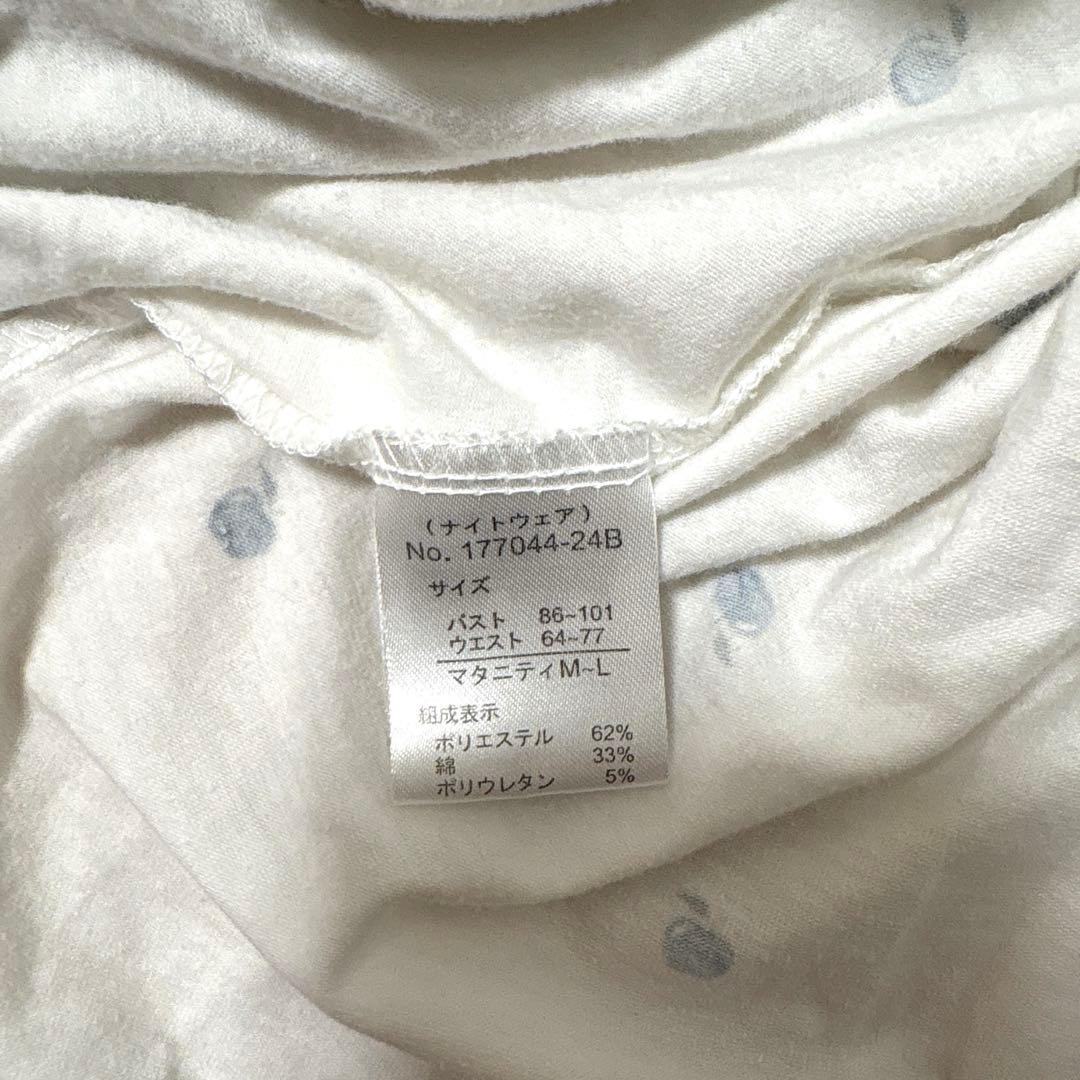 (ナイトウェア)
No. 177044-24B
サイズ
バスト 86~101
ウエスト 64~77
マタニティM~L
組成表示
ポリエステル 62%
綿 33%
ポリウレタン 5%